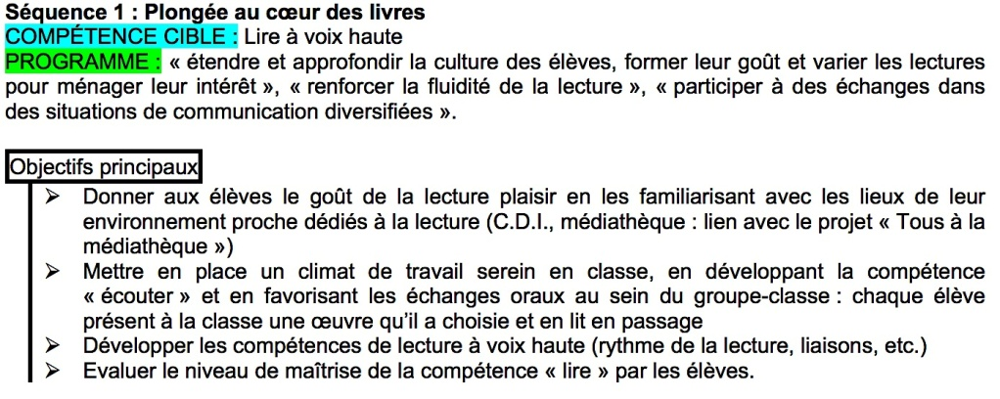 Séquence 1 : Plongée au cœur des livres
COMPÉTENCE CIBLE : Lire à voix haute
PROGRAMME : « étendre et approfondir la culture des élèves, former leur goût et varier les lectures
pour ménager leur intérêt », « renforcer la fluidité de la lecture », « participer à des échanges dans
des situations de communication diversifiées ».
Objectifs principaux
➢ Donner aux élèves le goût de la lecture plaisir en les familiarisant avec les lieux de leur
environnement proche dédiés à la lecture (C.D.I., médiathèque : lien avec le projet « Tous à la
médiathèque »)
➢ Mettre en place un climat de travail serein en classe, en développant la compétence
« écouter » et en favorisant les échanges oraux au sein du groupe-classe : chaque élève
présent à la classe une œuvre qu'il a choisie et en lit en passage
➢ Développer les compétences de lecture à voix haute (rythme de la lecture, liaisons, etc.)
➢ Evaluer le niveau de maîtrise de la compétence « lire » par les élèves.